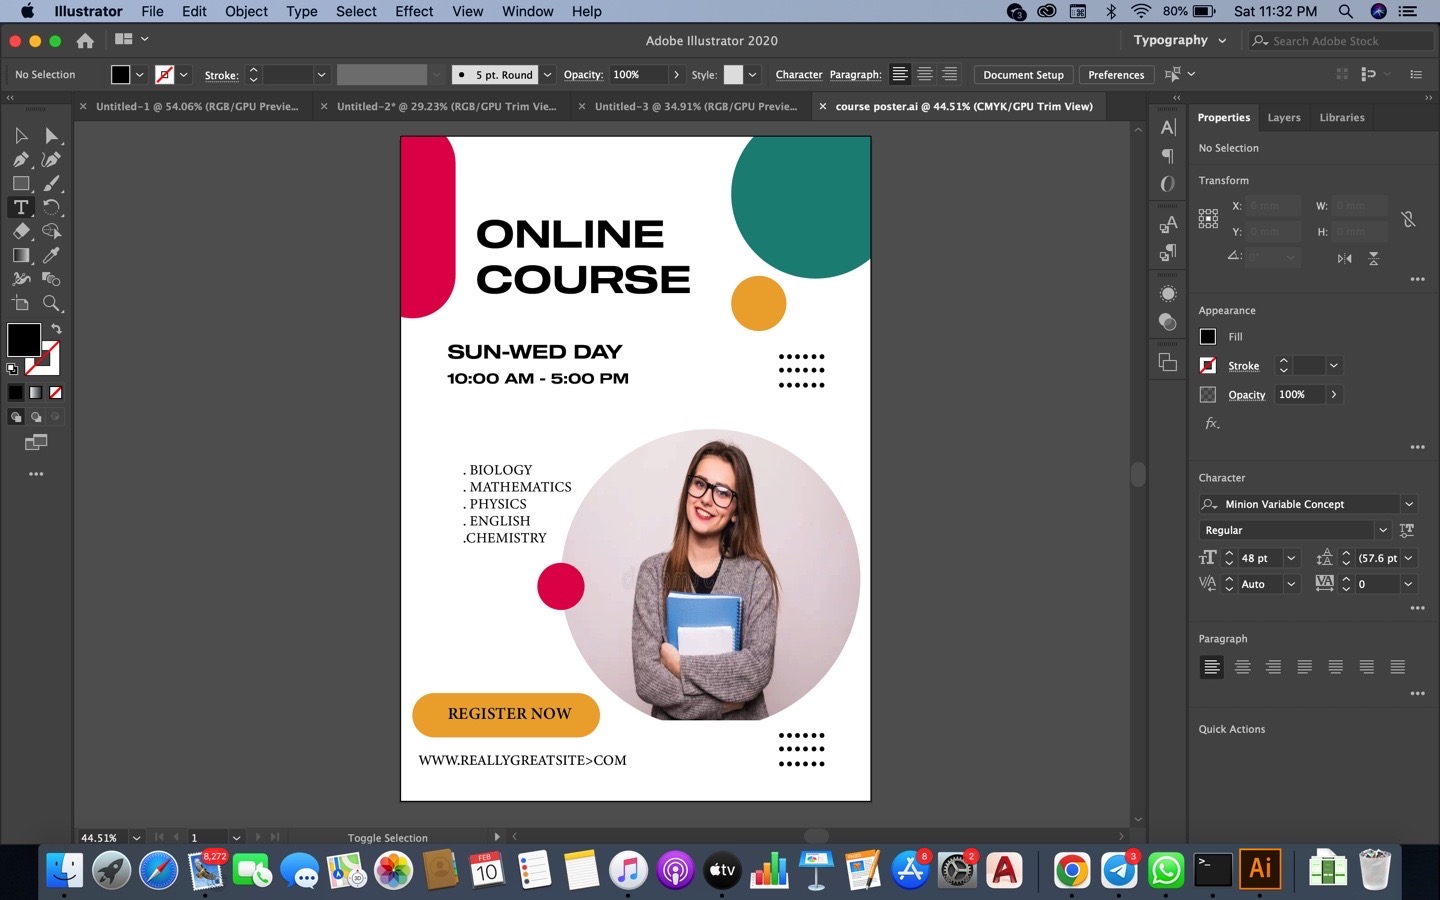 Illustrator File Edit Object Type Select Effect View Window Help
3
80% Sat 11:32 PM
Adobe Illustrator 2020
Typography
Search Adobe Stock
No Selection Stroke: 5 pt. Round Opacity: 100% Style: Character Paragraph: Document Setup Preferences
Untitled-1 @ 54.06% (RGB/GPU Previe...
Untitled-2* @ 29.23% (RGB/GPU Trim Vie...
Untitled-3 @ 34.91% (RGB/GPU Previe...
course poster.ai @ 44.51% (CMYK/GPU Trim View)
T
ONLINE
COURSE
SUN-WED DAY
10:00 AM - 5:00 PM
. BIOLOGY
. MATHEMATICS
. PHYSICS
. ENGLISH
.CHEMISTRY
REGISTER NOW
WWW.REALLYGREATSITE>COM
Properties Layers Libraries
No Selection
Transform
X: 0 mm W: 0 mm
Y: 0 mm H: 0 mm
0°
Appearance
Fill
Stroke
Opacity 100%
fx.
Character
Minion Variable Concept
Regular
48 pt (57.6 pt
Auto 0
Paragraph
Quick Actions
44.51% 1 Toggle Selection
8,272
3D
FEB
10
tv
8
2
3
>_
Ai